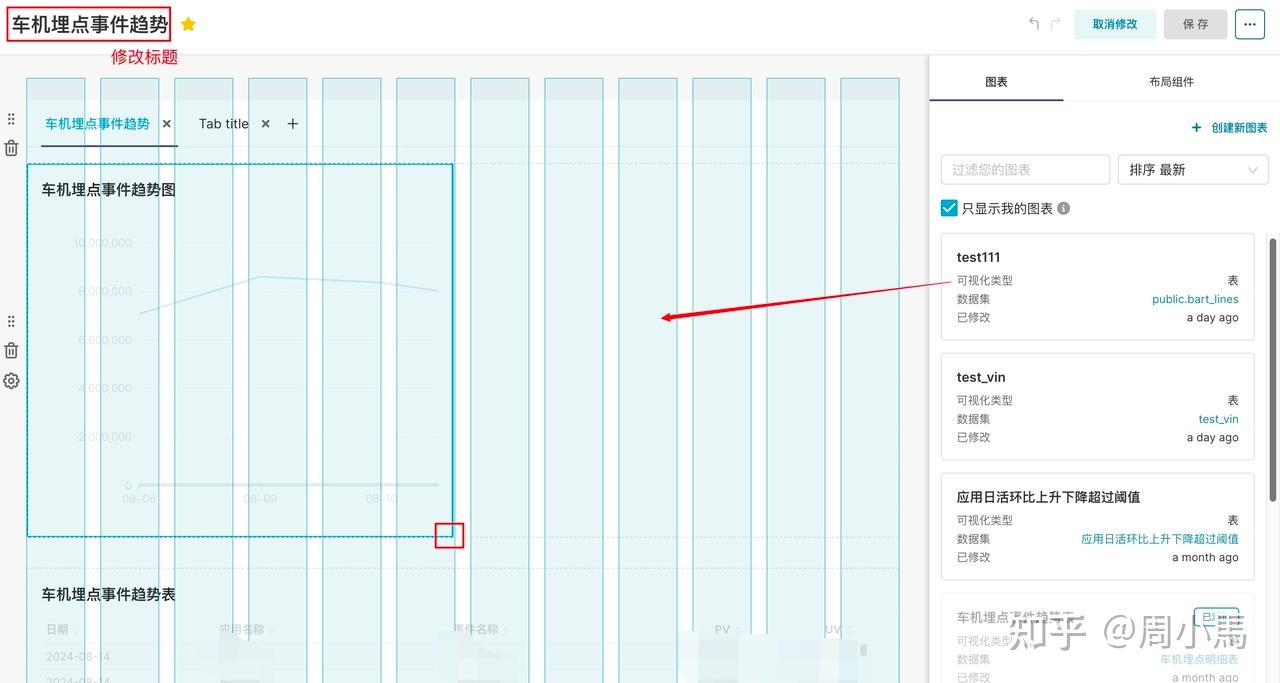 车机埋点事件趋势
修改标题
取消修改
保 存
...
车机埋点事件趋势
Tab title
车机埋点事件趋势图
10,000,000
8,000,000
6,000,000
4,000,000
2,000,000
0
08-08
08-09
08-10
车机埋点事件趋势表
日期 应用名称 事件名称 PV UV
2024-08-14
2024-08-14
图表 布局组件
+ 创建新图表
过滤您的图表
排序 最新
只显示我的图表
test111
可视化类型 表
数据集 public.bart_lines
已修改 a day ago
test_vin
可视化类型 表
数据集 test_vin
已修改 a day ago
应用日活环比上升下降超过阈值
可视化类型 表
数据集 应用日活环比上升下降超过阈值
已修改 a month ago
车机埋点事件趋势表
可视化类型
数据集 车机埋点明细表
已修改 a month ago
知乎 @周小馬